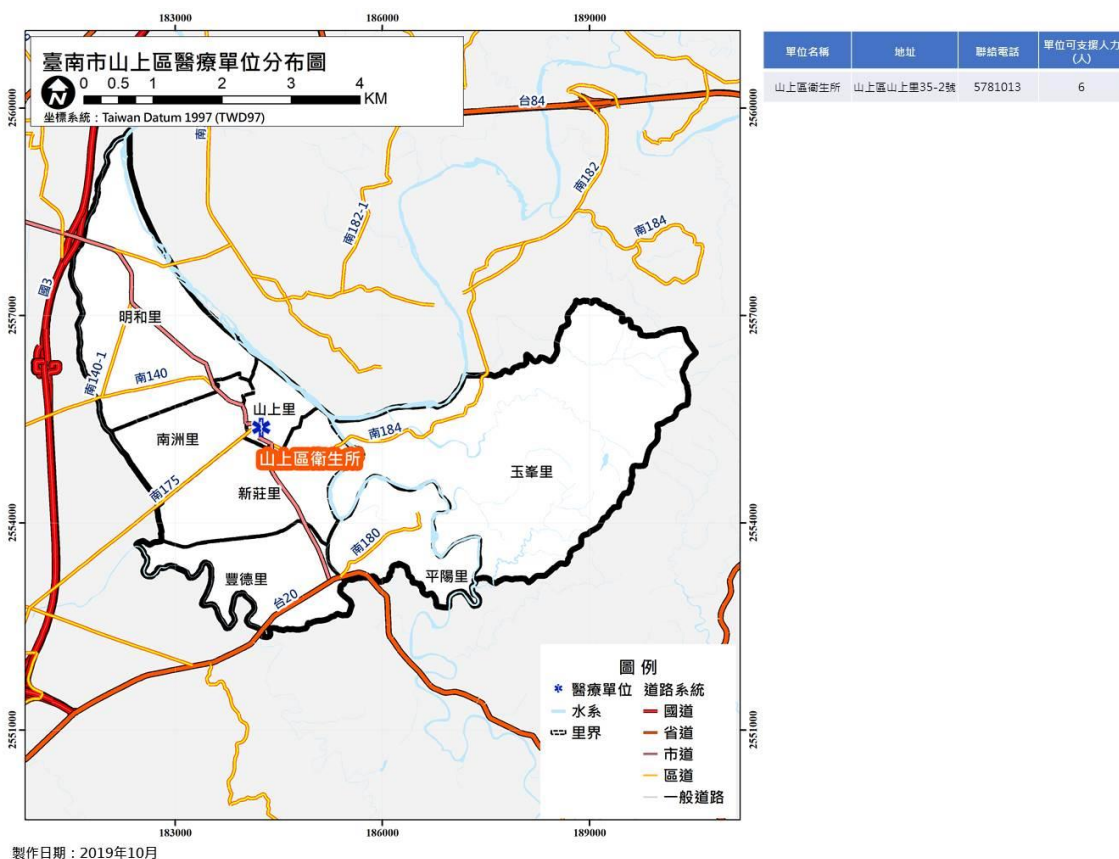 183000 186000 189000
臺南市山上區醫療單位分布圖
0 0.5 1 2 3 4
KM
N
坐標系統：Taiwan Datum 1997 (TWD97)
單位名稱 地址 聯絡電話 單位可支援人力(人)
山上區衛生所 山上區山上里35-2號 5781013 6
2560000 2560000
台84
南182
南182-1
南184
國3
2557000 2557000
明和里
南140-1
南140
山上里
南洲里
南184
山上區衛生所
玉峯里
南175
新莊里
2554000 2554000
南180
豐德里
平陽里
台20
圖例
醫療單位 道路系統
水系 國道
里界 省道
市道
區道
一般道路
2551000 2551000
183000 186000 189000
製作日期：2019年10月